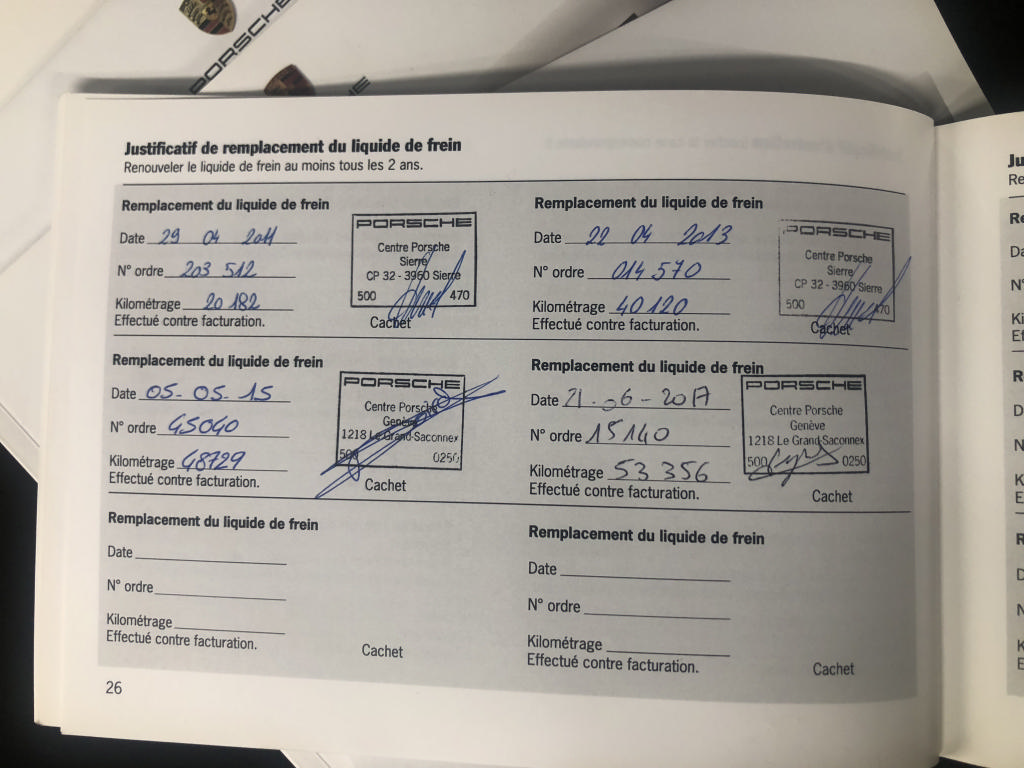 PORSCHE
PORSCHE
Justificatif de remplacement du liquide de frein
Renouveler le liquide de frein au moins tous les 2 ans.
Remplacement du liquide de frein
Date 29 04 2011
N° ordre 203 512
Kilométrage 20 182
Effectué contre facturation.
PORSCHE
Centre Porsche
Sierre
CP 32 - 3960 Sierre
500 470
Cachet
Remplacement du liquide de frein
Date 22 04 2013
N° ordre 014 570
Kilométrage 40 120
Effectué contre facturation.
PORSCHE
Centre Porsche
Sierre
CP 32 - 3960 Sierre
500 470
Cachet
Remplacement du liquide de frein
Date 05-05-15
N° ordre 45040
Kilométrage 48729
Effectué contre facturation.
PORSCHE
Centre Porsche
Genève
1218 Le Grand-Saconnex
500 0250
Cachet
Remplacement du liquide de frein
Date 21-06-2017
N° ordre 15140
Kilométrage 53 356
Effectué contre facturation.
PORSCHE
Centre Porsche
Genève
1218 Le Grand-Saconnex
500 0250
Cachet
Remplacement du liquide de frein
Date
N° ordre
Kilométrage
Effectué contre facturation.
Cachet
Remplacement du liquide de frein
Date
N° ordre
Kilométrage
Effectué contre facturation.
Cachet
26